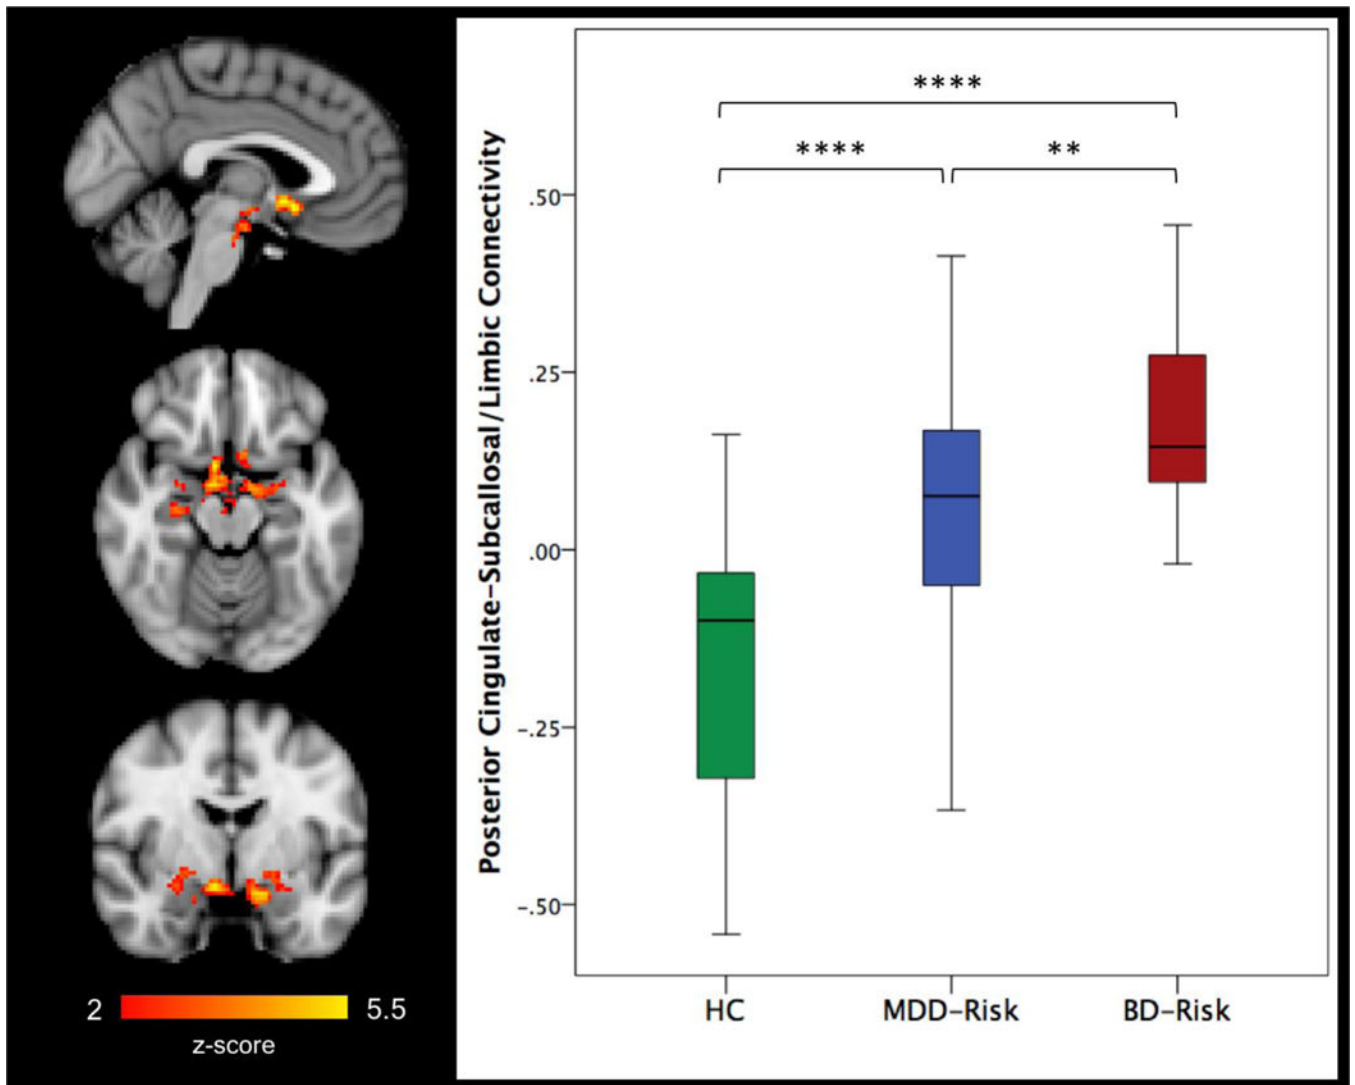 2 5.5
z-score
Posterior Cingulate-Subcallosal/Limbic Connectivity
****
**** **
.50
.25
.00
-.25
-.50
HC MDD-Risk BD-Risk